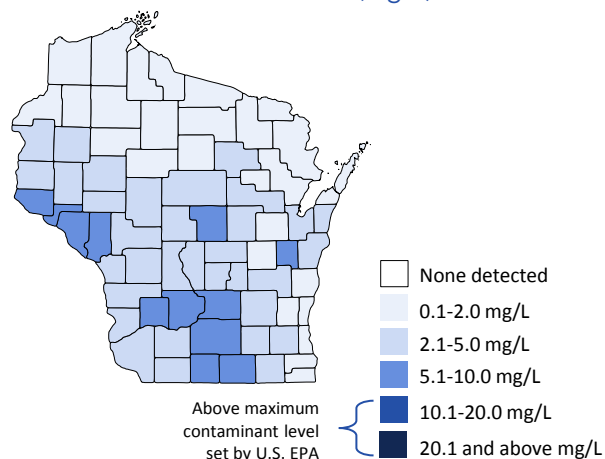 None detected
0.1-2.0 mg/L
2.1-5.0 mg/L
5.1-10.0 mg/L
10.1-20.0 mg/L
20.1 and above mg/L
Above maximum
contaminant level
set by U.S. EPA